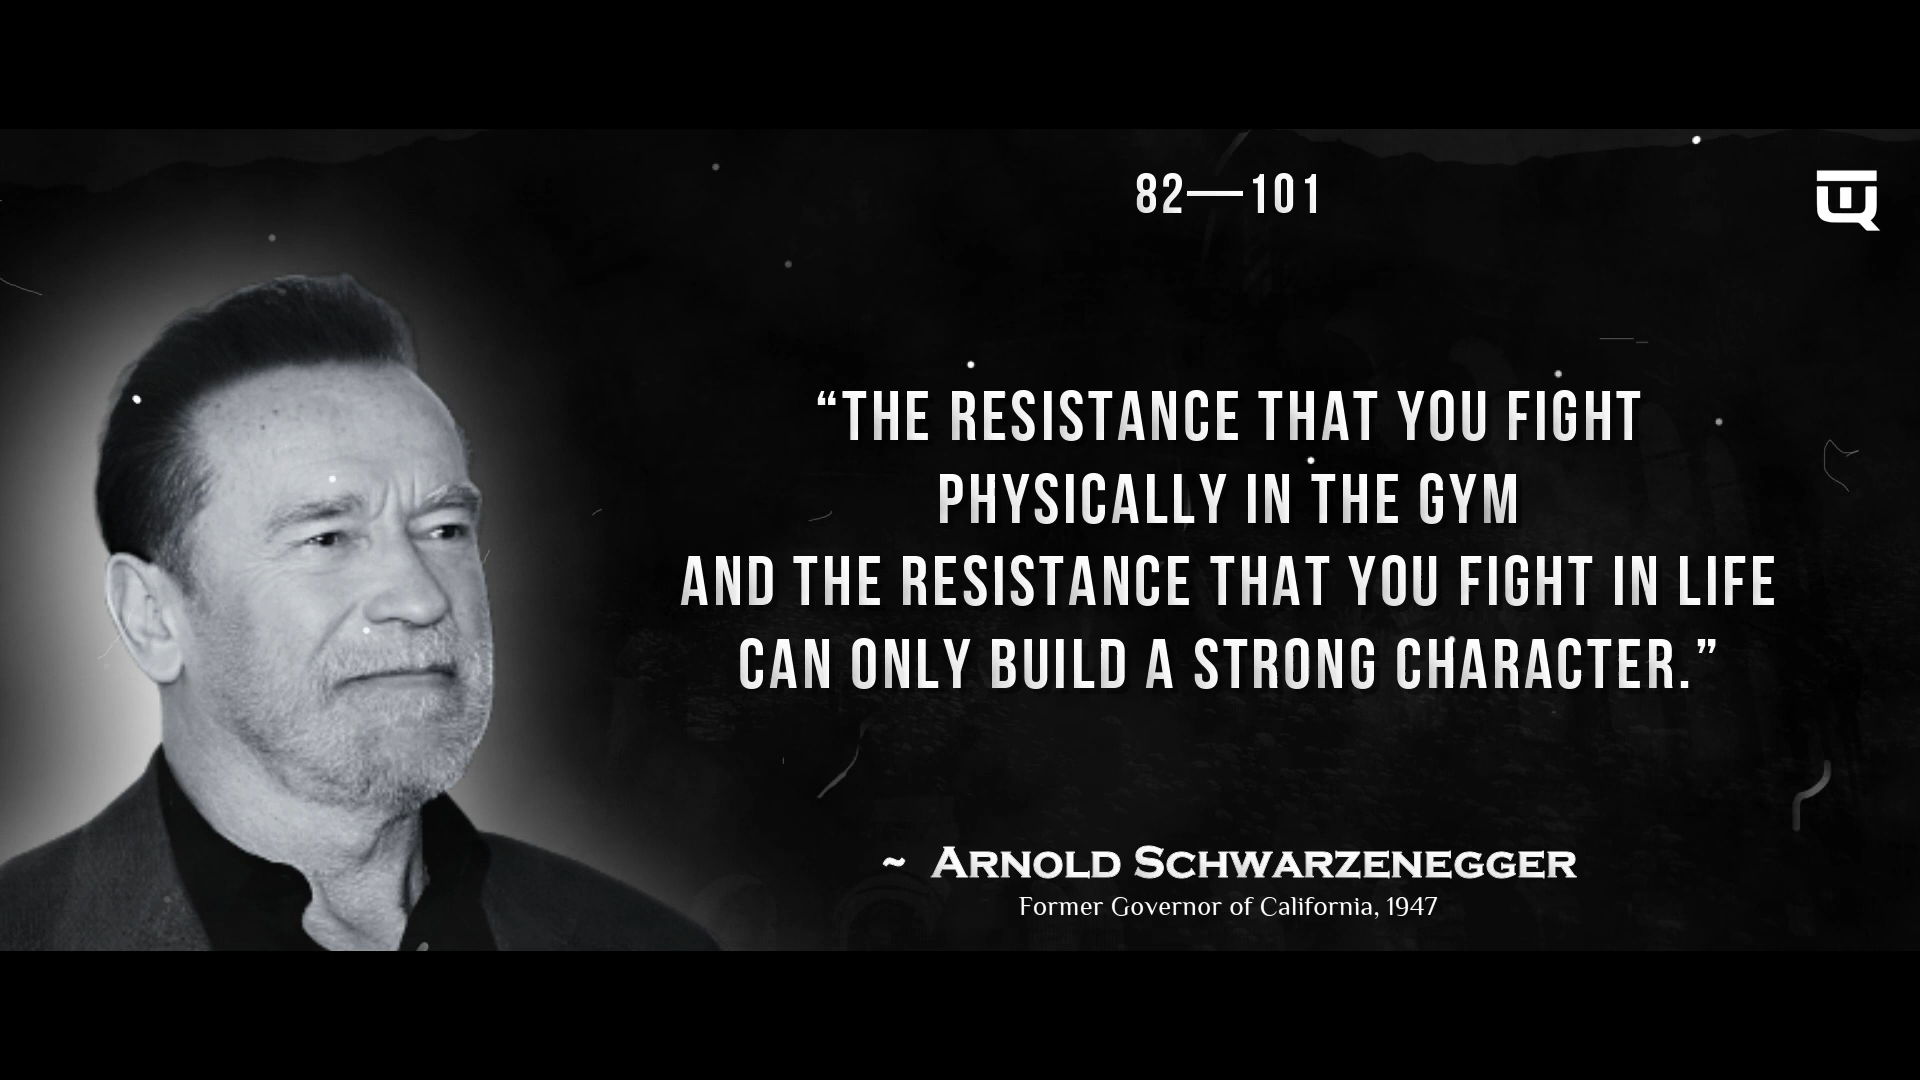 82—101
“THE RESISTANCE THAT YOU FIGHT
PHYSICALLY IN THE GYM
AND THE RESISTANCE THAT YOU FIGHT IN LIFE
CAN ONLY BUILD A STRONG CHARACTER.”
~ ARNOLD SCHWARZENEGGER
Former Governor of California, 1947